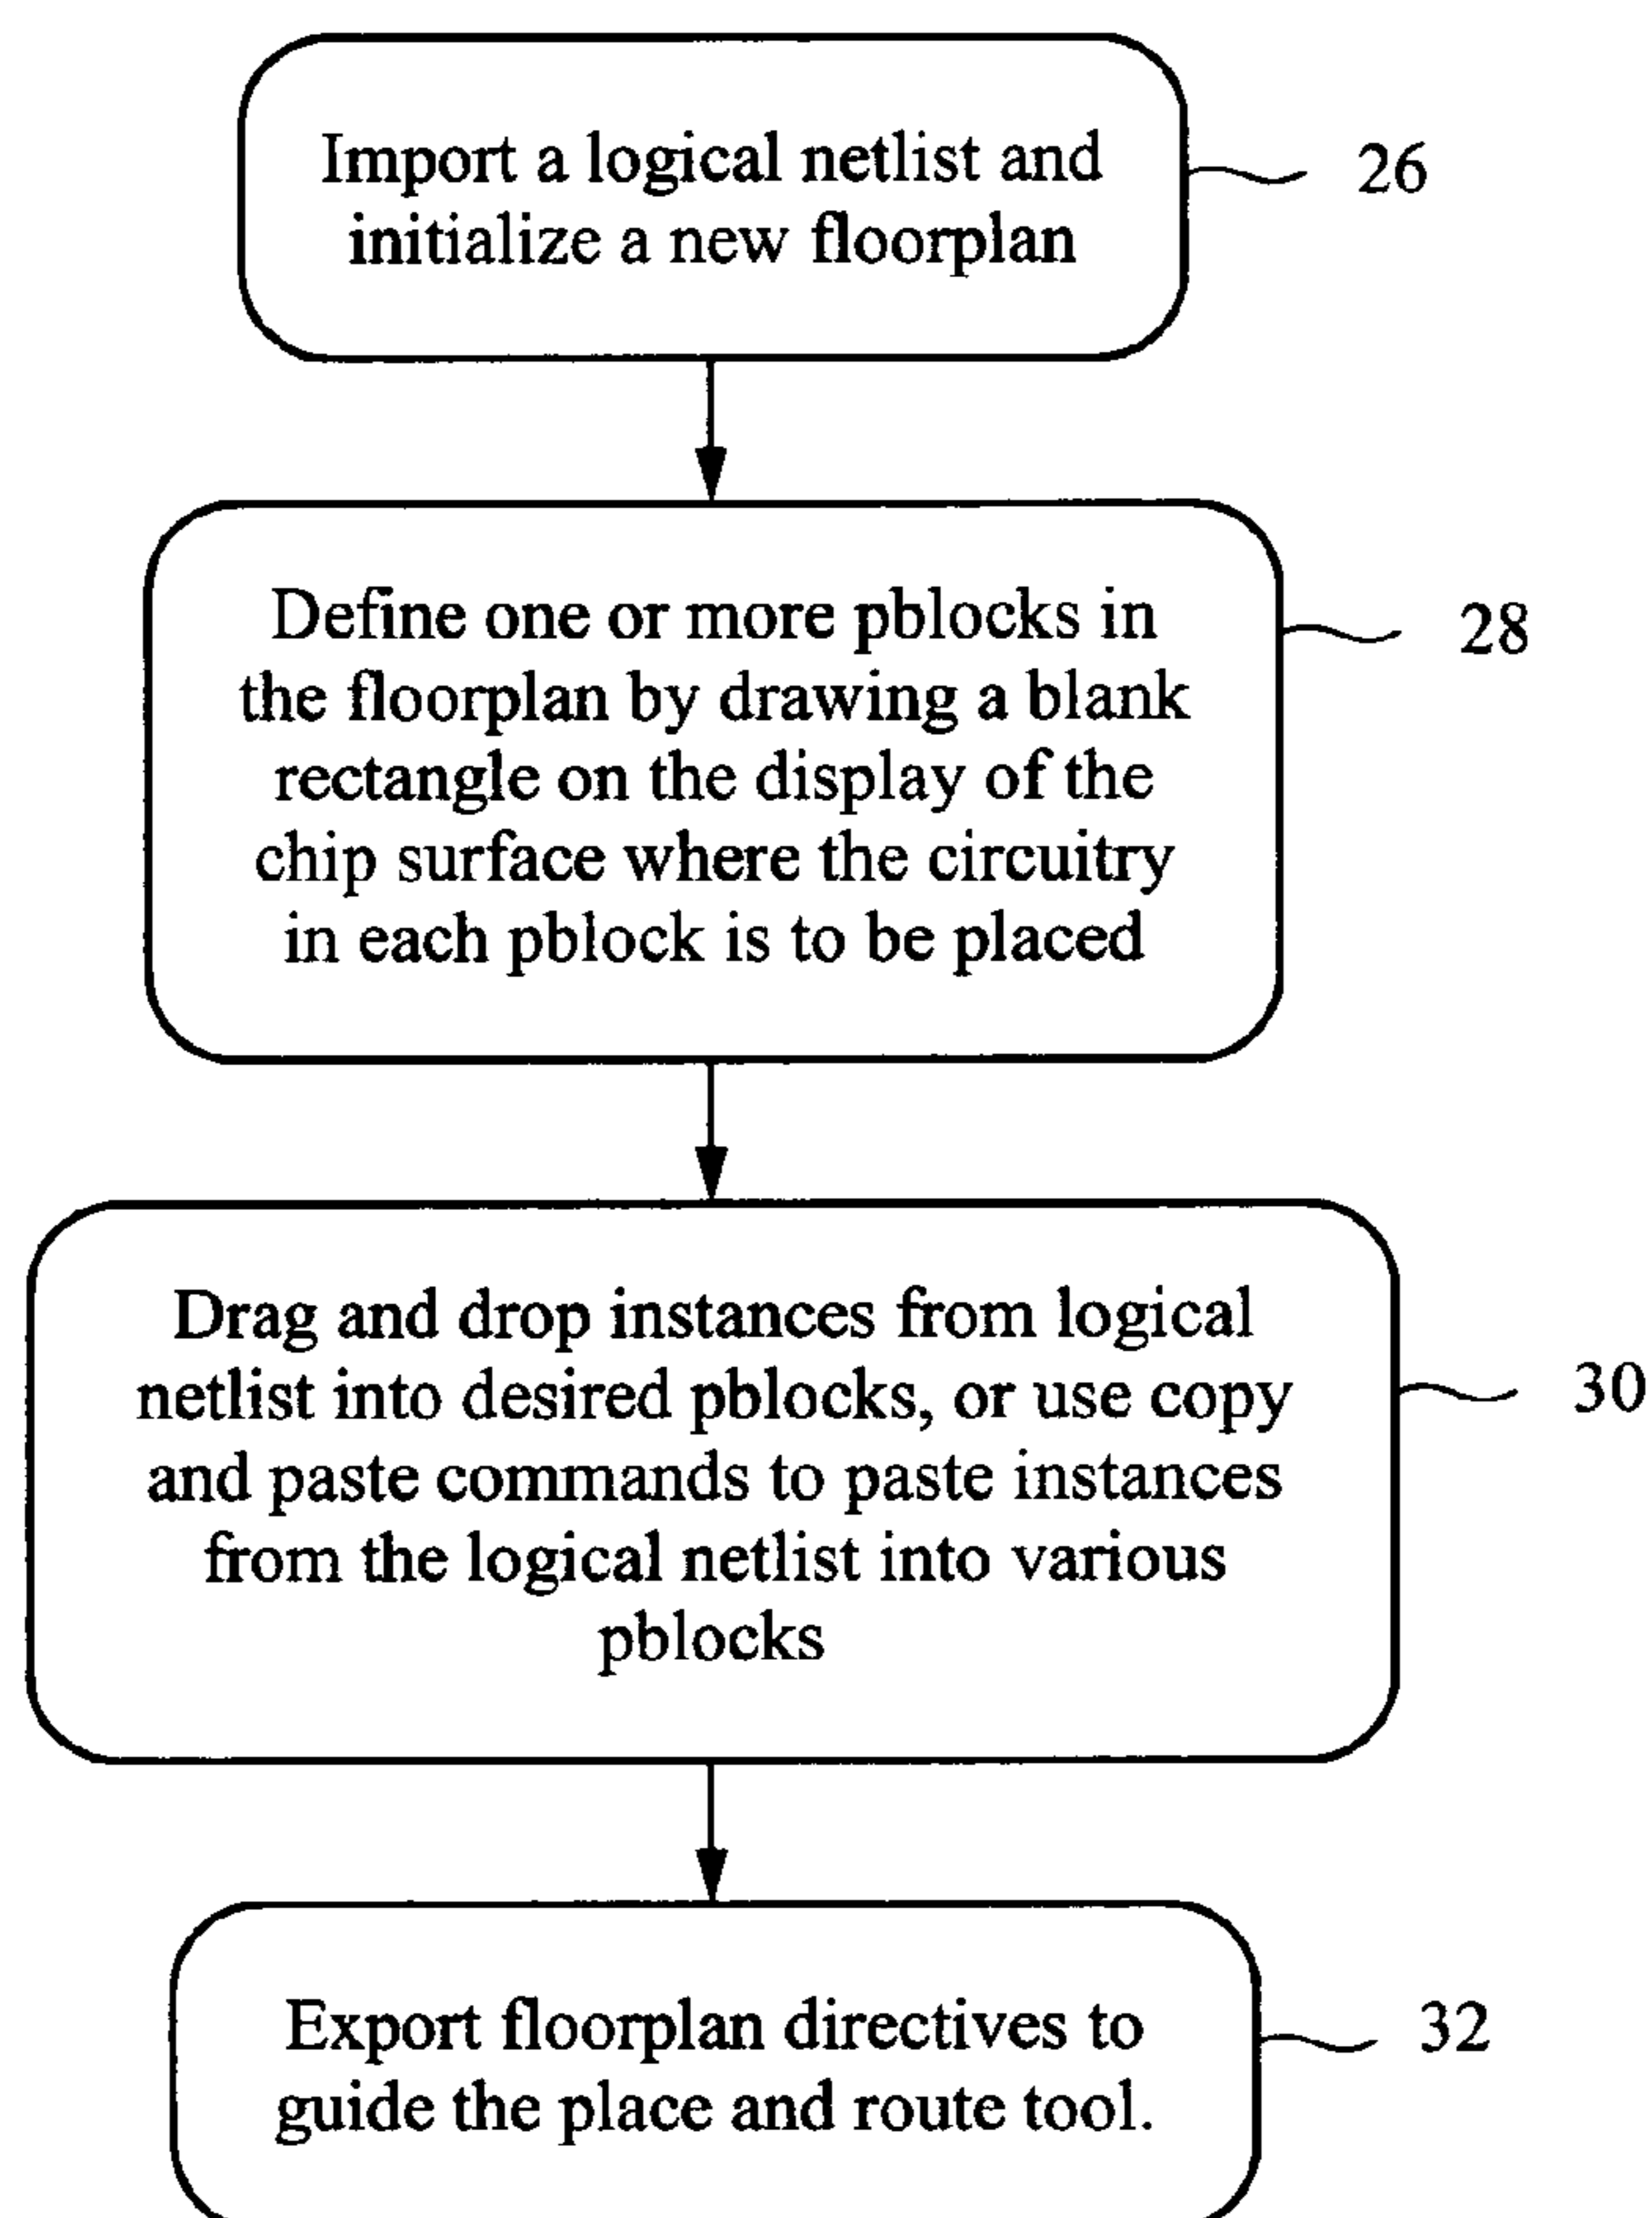 Import a logical netlist and
initialize a new floorplan
26
Define one or more pblocks in
the floorplan by drawing a blank
rectangle on the display of the
chip surface where the circuitry
in each pblock is to be placed
28
Drag and drop instances from logical
netlist into desired pblocks, or use copy
and paste commands to paste instances
from the logical netlist into various
pblocks
30
Export floorplan directives to
guide the place and route tool.
32